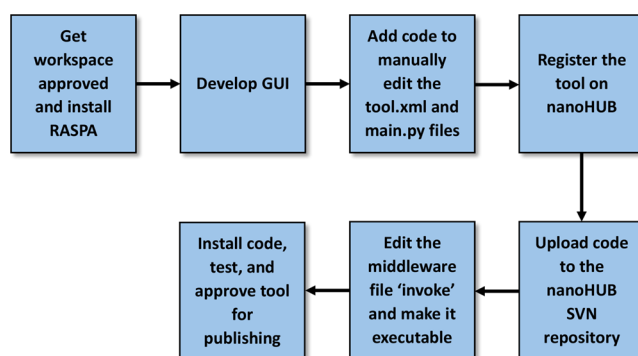 Get
workspace
approved
and install
RASPA
Develop GUI
Add code to
manually
edit the
tool.xml and
main.py files
Register the
tool on
nanoHUB
Upload code
to the
nanoHUB
SVN
repository
Edit the
middleware
file ‘invoke’
and make it
executable
Install code,
test, and
approve tool
for
publishing